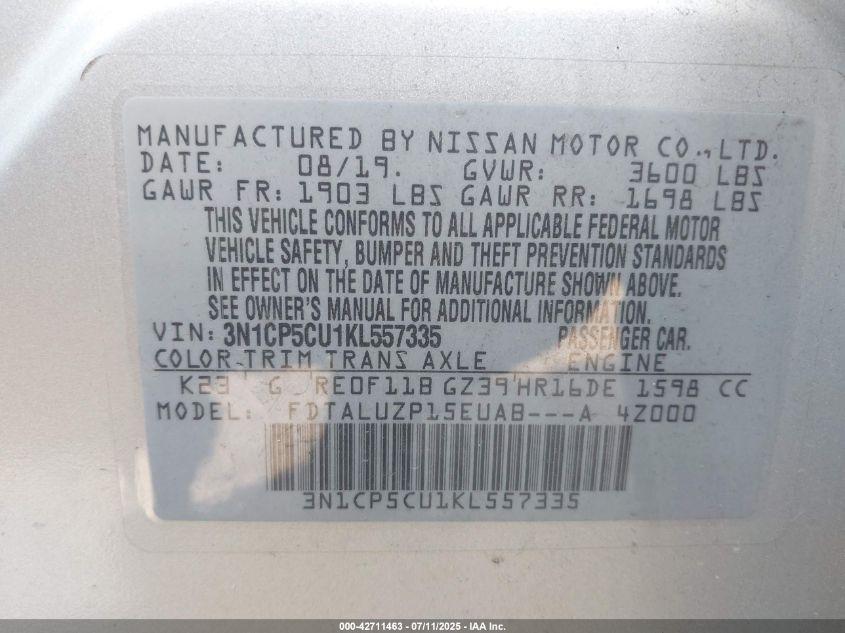 MANUFACTURED BY NISSAN MOTOR CO., LTD.
DATE: 08/19. GVWR: 3600 LBS
GAWR FR: 1903 LBS GAWR RR: 1698 LBS
THIS VEHICLE CONFORMS TO ALL APPLICABLE FEDERAL MOTOR
VEHICLE SAFETY, BUMPER AND THEFT PREVENTION STANDARDS
IN EFFECT ON THE DATE OF MANUFACTURE SHOWN ABOVE.
SEE OWNER'S MANUAL FOR ADDITIONAL INFORMATION.
VIN: 3N1CP5CU1KL557335 PASSENGER CAR.
COLOR-TRIM TRANS AXLE ENGINE
K23 G RE0F11B GZ39 HR16DE 1598 CC
MODEL: FDTALUZP15EUAB---A 4Z000
3N1CP5CU1KL557335
000-42711463 - 07/11/2025 - IAA Inc.